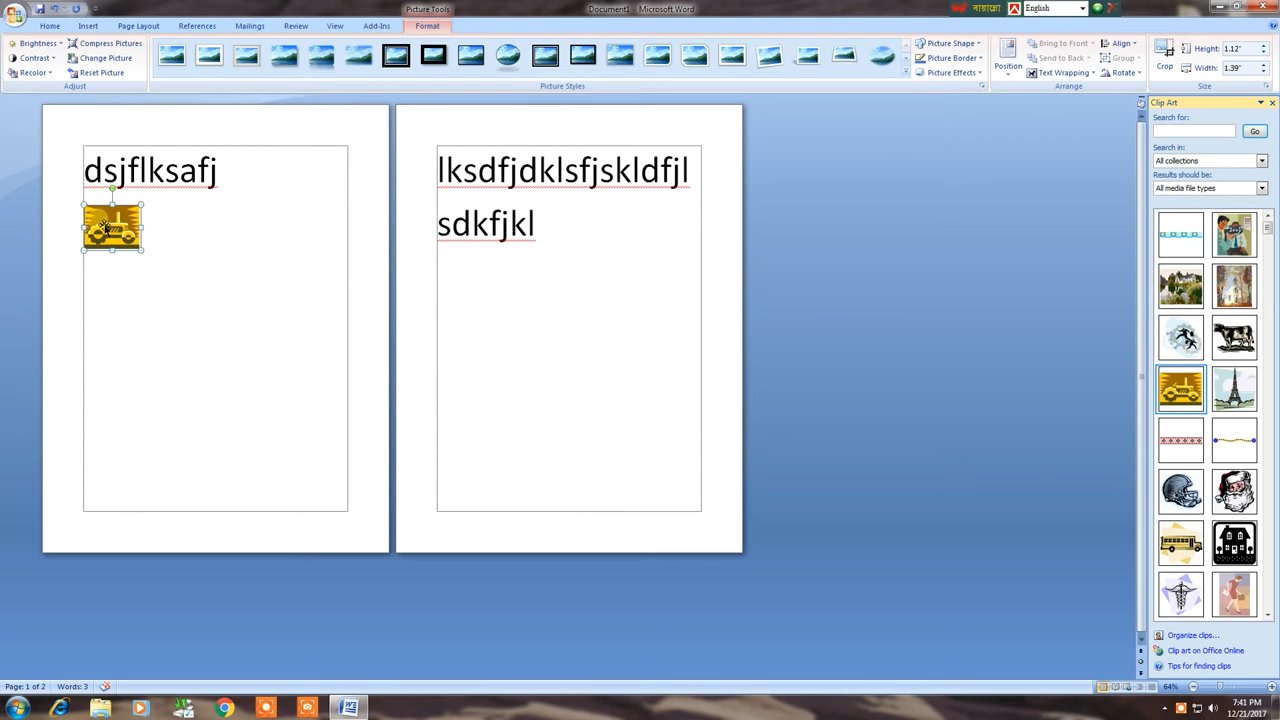 Picture Tools
Document1 - Microsoft Word
English
Home Insert Page Layout References Mailings Review View Add-Ins Format
Brightness Compress Pictures
Contrast Change Picture
Recolor Reset Picture
Adjust
Picture Styles
Picture Shape
Picture Border
Picture Effects
Position
Bring to Front
Send to Back
Text Wrapping
Align
Group
Rotate
Arrange
Crop
Height: 1.12"
Width: 1.39"
Size
dsjflksafj
lksdfjdklsfjskldfjl
sdkfjkl
Clip Art
Search for:
Go
Search in:
All collections
Results should be:
All media file types
Organize clips...
Clip art on Office Online
Tips for finding clips
Page: 1 of 2 Words: 3
64%
7:41 PM
12/21/2017